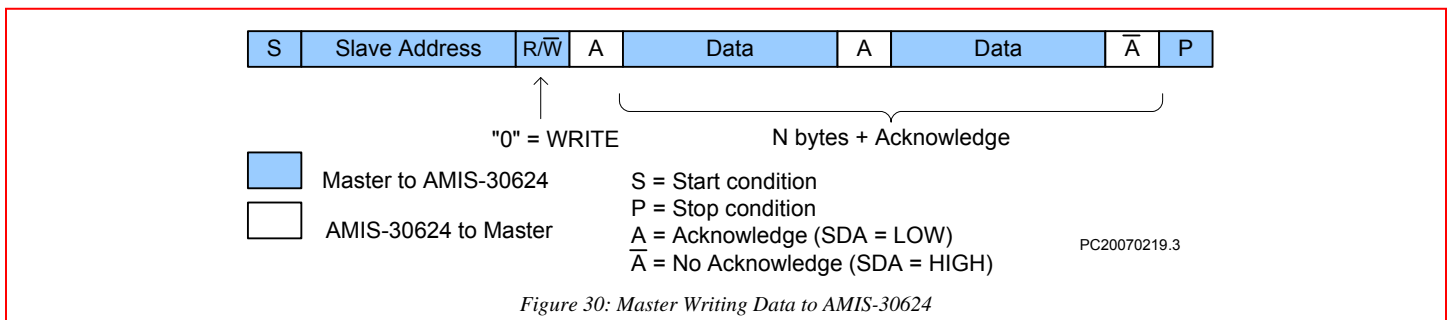 S Slave Address R/W̅ A Data A Data A̅ P
"0" = WRITE N bytes + Acknowledge
Master to AMIS-30624
AMIS-30624 to Master
S = Start condition
P = Stop condition
A = Acknowledge (SDA = LOW)
A̅ = No Acknowledge (SDA = HIGH)
PC20070219.3
Figure 30: Master Writing Data to AMIS-30624